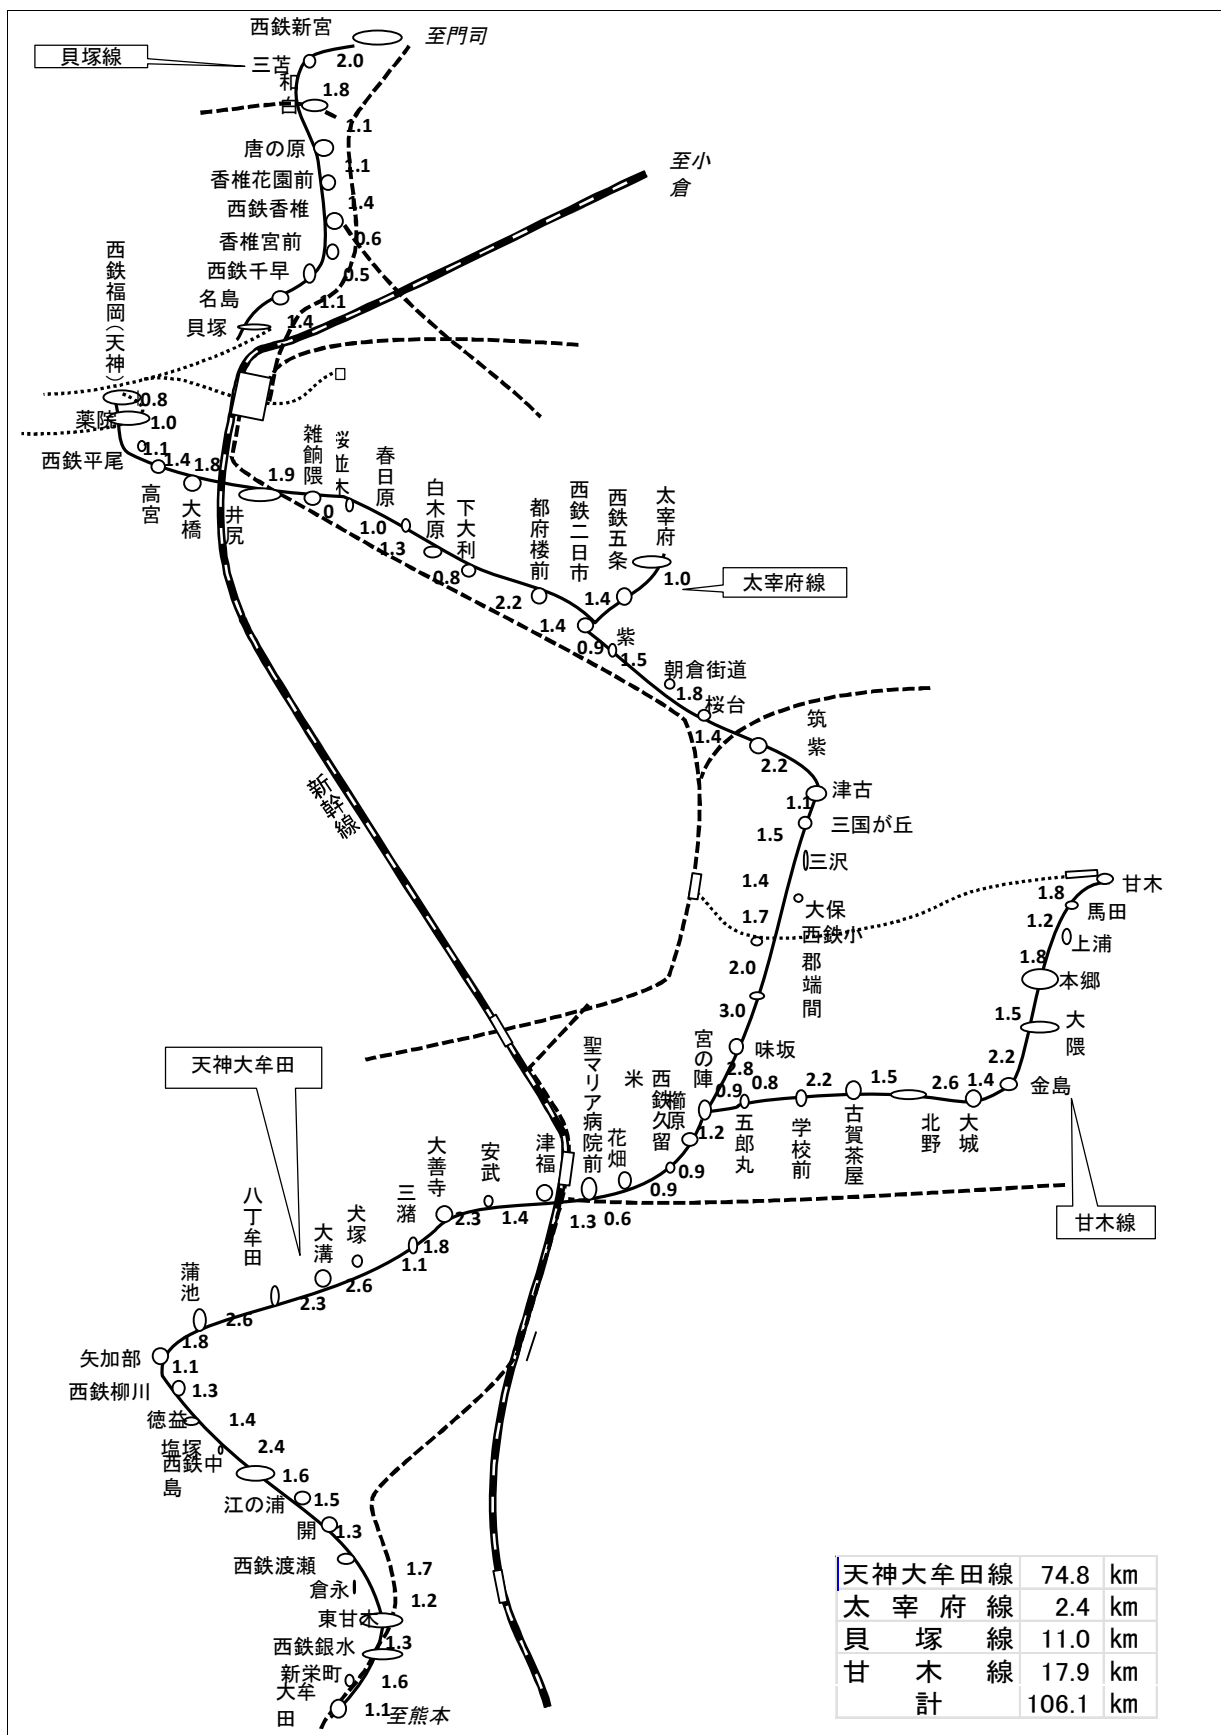 西鉄新宮
至門司
貝塚線
三苫
2.0
和白
1.8
1.1
唐の原
1.1
香椎花園前
西鉄香椎
1.4
香椎宮前
0.6
西鉄千早
0.5
名島
1.1
貝塚
1.4
至小
倉
西鉄福岡(天神)
0.8
薬院
1.0
西鉄平尾
1.1
1.4
1.8
1.9
高宮
大橋
井尻
雑餉隈
桜並木
春日原
白木原
下大利
都府楼前
西鉄二日市
西鉄五条
太宰府
0
1.0
1.3
0.8
2.2
1.4
1.4
1.0
太宰府線
0.9
紫
1.5
朝倉街道
1.8
桜台
1.4
筑
紫
2.2
津古
1.1
三国が丘
1.5
三沢
1.4
大保
1.7
西鉄小
郡
端
間
2.0
3.0
味坂
2.8
新幹線
甘木
1.8
馬田
1.2
上浦
1.8
本郷
1.5
大
隈
2.2
金島
1.4
2.6
1.5
2.2
0.8
0.9
大城
北野
古賀茶屋
学校前
五郎丸
甘木線
宮の陣
1.2
櫛原
0.9
西鉄久留
米
0.9
花畑
0.6
聖マリア病院前
1.3
津福
1.4
安武
2.3
大善寺
1.8
三潴
1.1
犬塚
2.6
大溝
2.3
八丁牟田
2.6
蒲池
1.8
天神大牟田
矢加部
1.1
西鉄柳川
1.3
徳益
1.4
塩塚
2.4
西鉄中
島
1.6
江の浦
1.5
開
1.3
西鉄渡瀬
1.7
倉永
1.2
東甘木
1.3
西鉄銀水
1.6
新栄町
1.1
大牟
田
至熊本
天神大牟田線 74.8 km
太宰府線 2.4 km
貝塚線 11.0 km
甘木線 17.9 km
計 106.1 km